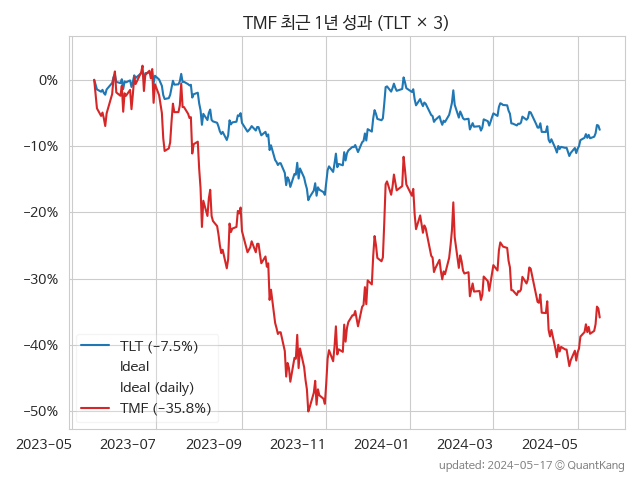 TMF 최근 1년 성과 (TLT × 3)
0%
−10%
−20%
−30%
−40%
−50%
TLT (−7.5%)
Ideal
Ideal (daily)
TMF (−35.8%)
2023−05
2023−07
2023−09
2023−11
2024−01
2024−03
2024−05
updated: 2024−05−17 © QuantKang